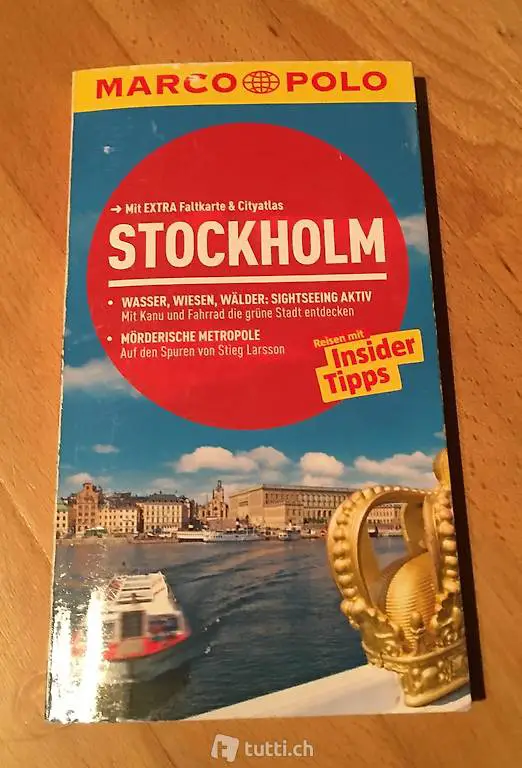 MARCO POLO
→ Mit EXTRA Faltkarte & Cityatlas
STOCKHOLM
• WASSER, WIESEN, WÄLDER: SIGHTSEEING AKTIV
Mit Kanu und Fahrrad die grüne Stadt entdecken
• MÖRDERISCHE METROPOLE
Auf den Spuren von Stieg Larsson
Reisen mit
Insider
Tipps
tutti.ch